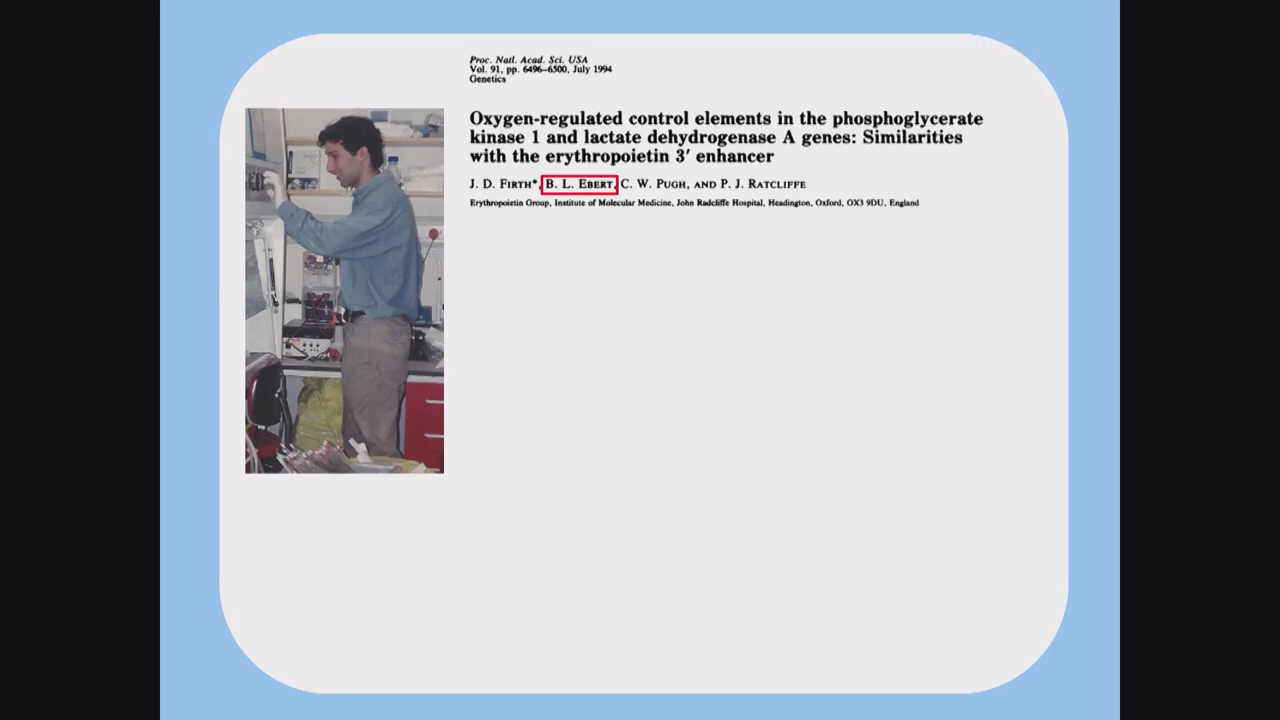 Proc. Natl. Acad. Sci. USA
Vol. 91, pp. 6496–6500, July 1994
Genetics
Oxygen-regulated control elements in the phosphoglycerate
kinase 1 and lactate dehydrogenase A genes: Similarities
with the erythropoietin 3′ enhancer
J. D. FIRTH*, B. L. EBERT, C. W. PUGH, AND P. J. RATCLIFFE
Erythropoietin Group, Institute of Molecular Medicine, John Radcliffe Hospital, Headington, Oxford, OX3 9DU, England